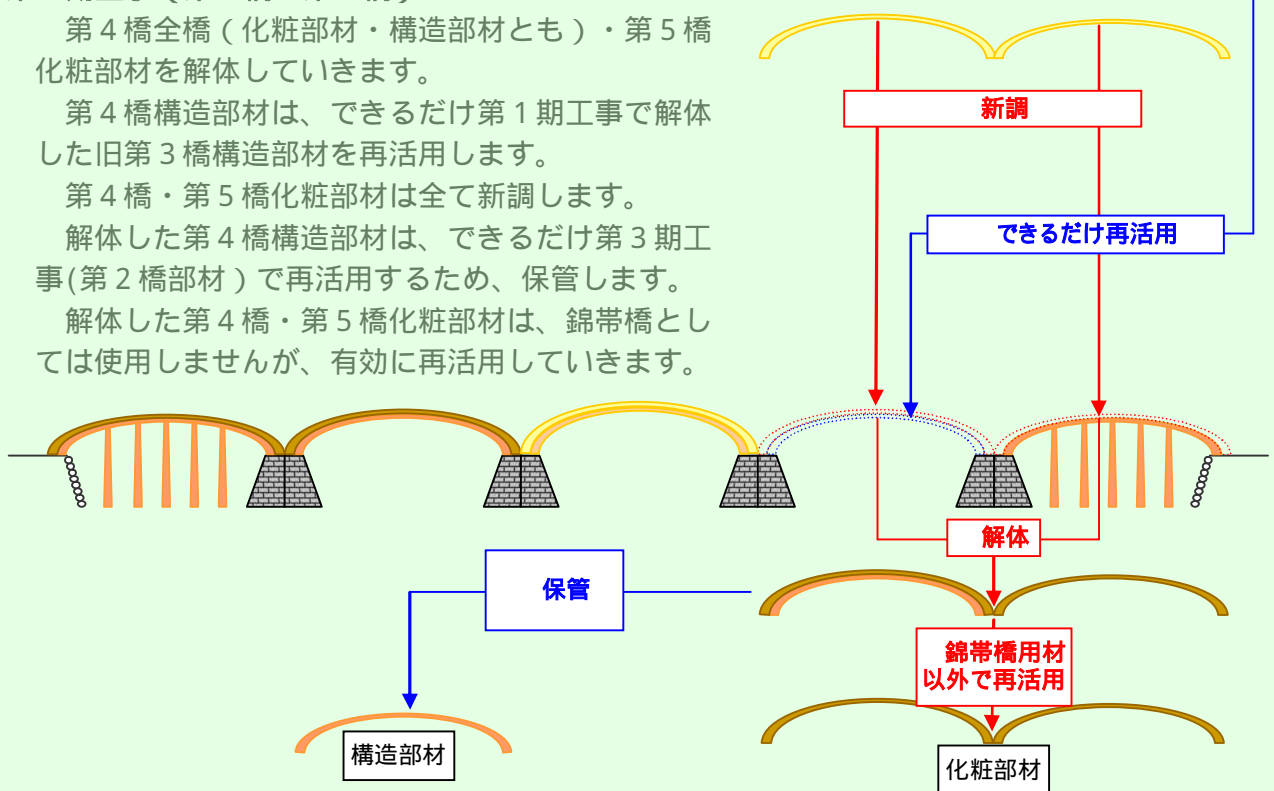 第４橋全橋（化粧部材・構造部材とも）・第５橋
化粧部材を解体していきます。
第４橋構造部材は、できるだけ第１期工事で解体
した旧第３橋構造部材を再活用します。
第４橋・第５橋化粧部材は全て新調します。
解体した第４橋構造部材は、できるだけ第３期工
事(第２橋部材）で再活用するため、保管します。
解体した第４橋・第５橋化粧部材は、錦帯橋とし
ては使用しませんが、有効に再活用していきます。
新調
できるだけ再活用
解体
保管
錦帯橋用材
以外で再活用
構造部材
化粧部材